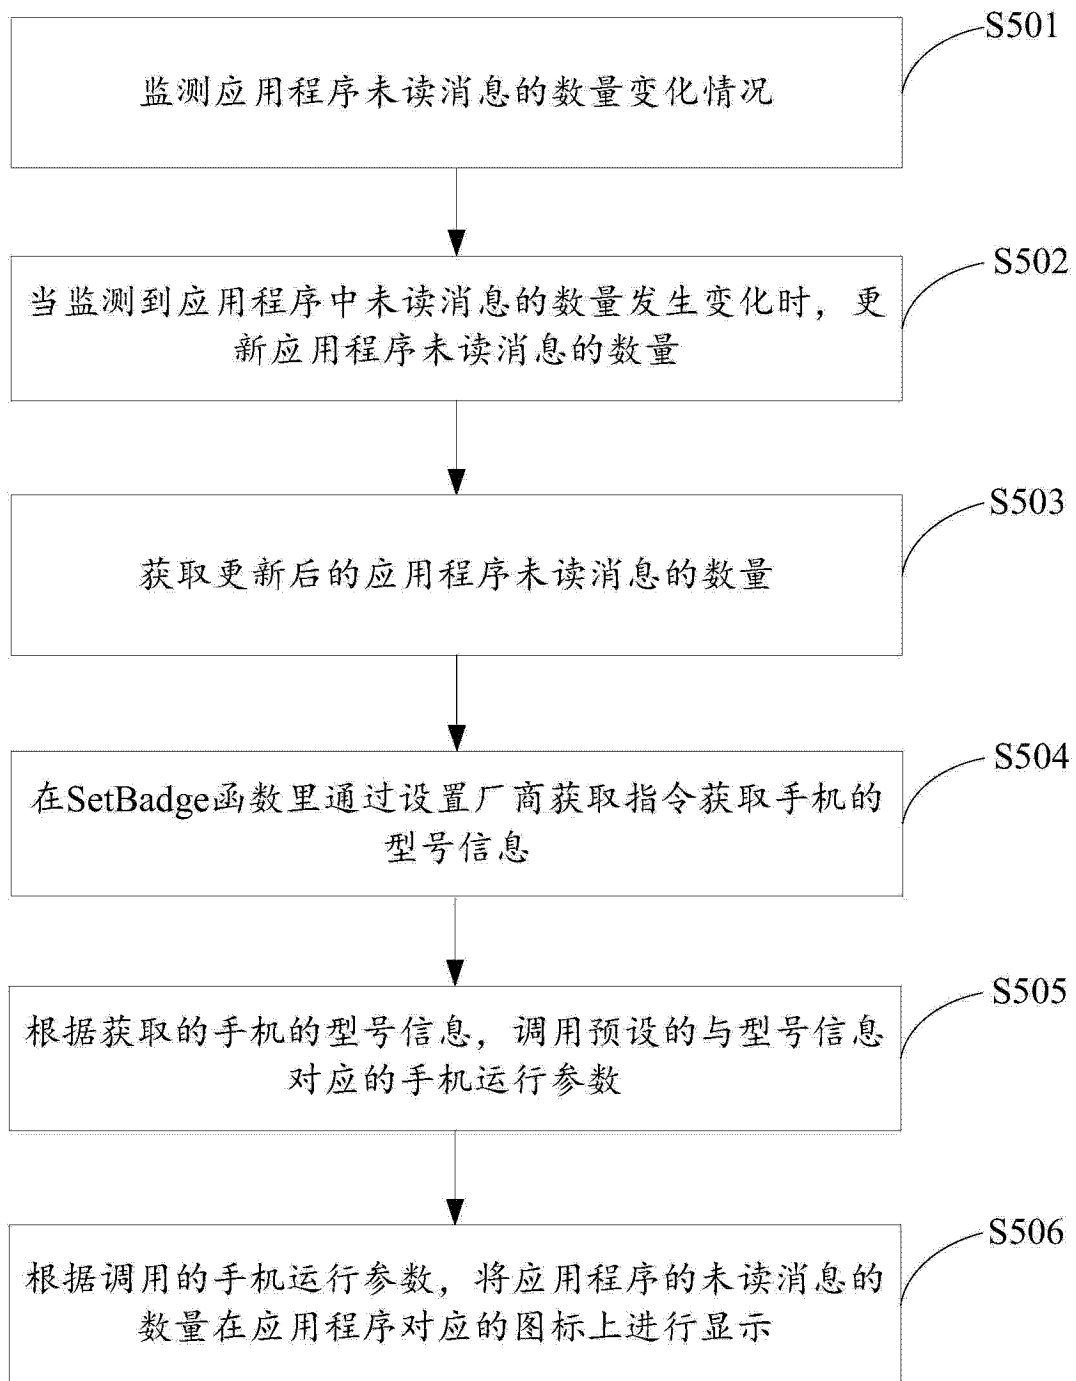 S501
监测应用程序未读消息的数量变化情况
S502
当监测到应用程序中未读消息的数量发生变化时，更
新应用程序未读消息的数量
S503
获取更新后的应用程序未读消息的数量
S504
在SetBadge函数里通过设置厂商获取指令获取手机的
型号信息
S505
根据获取的手机的型号信息，调用预设的与型号信息
对应的手机运行参数
S506
根据调用的手机运行参数，将应用程序的未读消息的
数量在应用程序对应的图标上进行显示